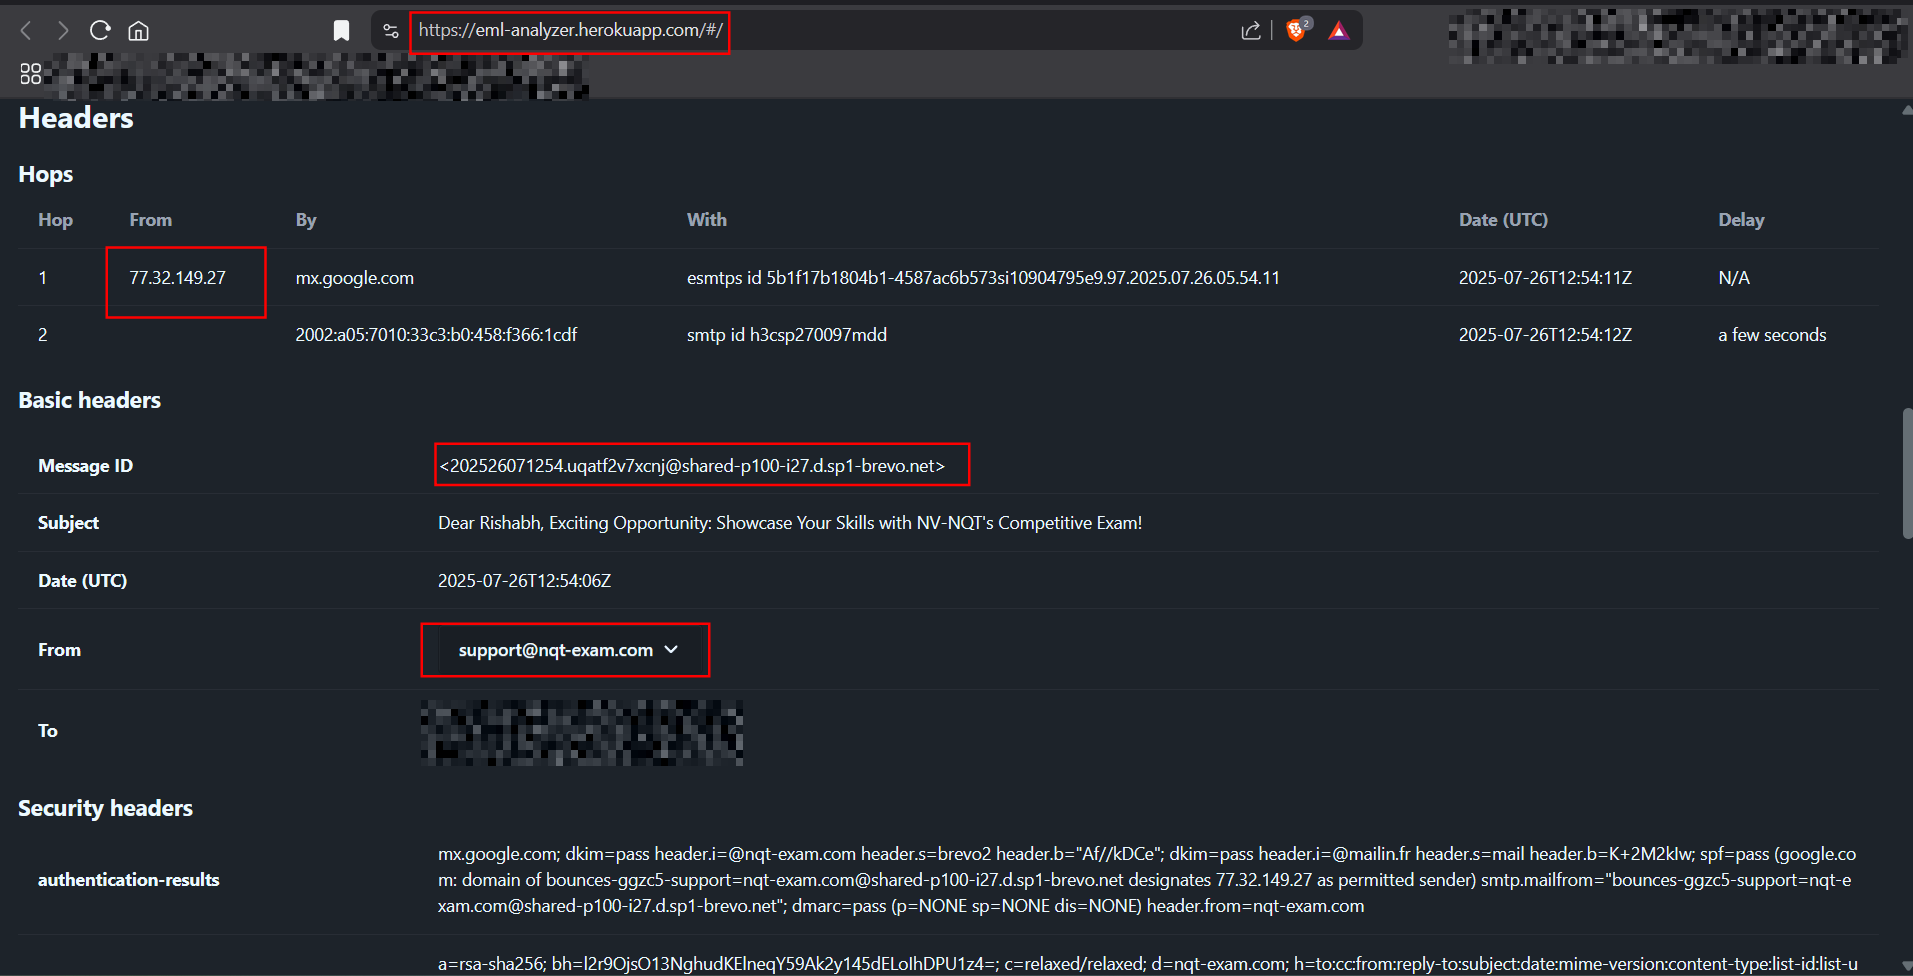 https://eml-analyzer.herokuapp.com/#/
2
Headers
Hops
Hop From By With Date (UTC) Delay
1 77.32.149.27 mx.google.com esmtps id 5b1f17b1804b1-4587ac6b573si10904795e9.97.2025.07.26.05.54.11 2025-07-26T12:54:11Z N/A
2 2002:a05:7010:33c3:b0:458:f366:1cdf smtp id h3csp270097mdd 2025-07-26T12:54:12Z a few seconds
Basic headers
Message ID <202526071254.uqatf2v7xcnj@shared-p100-i27.d.sp1-brevo.net>
Subject Dear Rishabh, Exciting Opportunity: Showcase Your Skills with NV-NQT's Competitive Exam!
Date (UTC) 2025-07-26T12:54:06Z
From support@nqt-exam.com
To
Security headers
mx.google.com; dkim=pass header.i=@nqt-exam.com header.s=brevo2 header.b="Af//kDCe"; dkim=pass header.i=@mailin.fr header.s=mail header.b=K+2M2klw; spf=pass (google.co
authentication-results m: domain of bounces-ggzc5-support=nqt-exam.com@shared-p100-i27.d.sp1-brevo.net designates 77.32.149.27 as permitted sender) smtp.mailfrom="bounces-ggzc5-support=nqt-e
xam.com@shared-p100-i27.d.sp1-brevo.net"; dmarc=pass (p=NONE sp=NONE dis=NONE) header.from=nqt-exam.com
a=rsa-sha256; bh=l2r9OjsO13NghudKElneqY59Ak2y145dELoIhDPU1z4=; c=relaxed/relaxed; d=nqt-exam.com; h=to:cc:from:reply-to:subject:date:mime-version:content-type:list-id:list-u